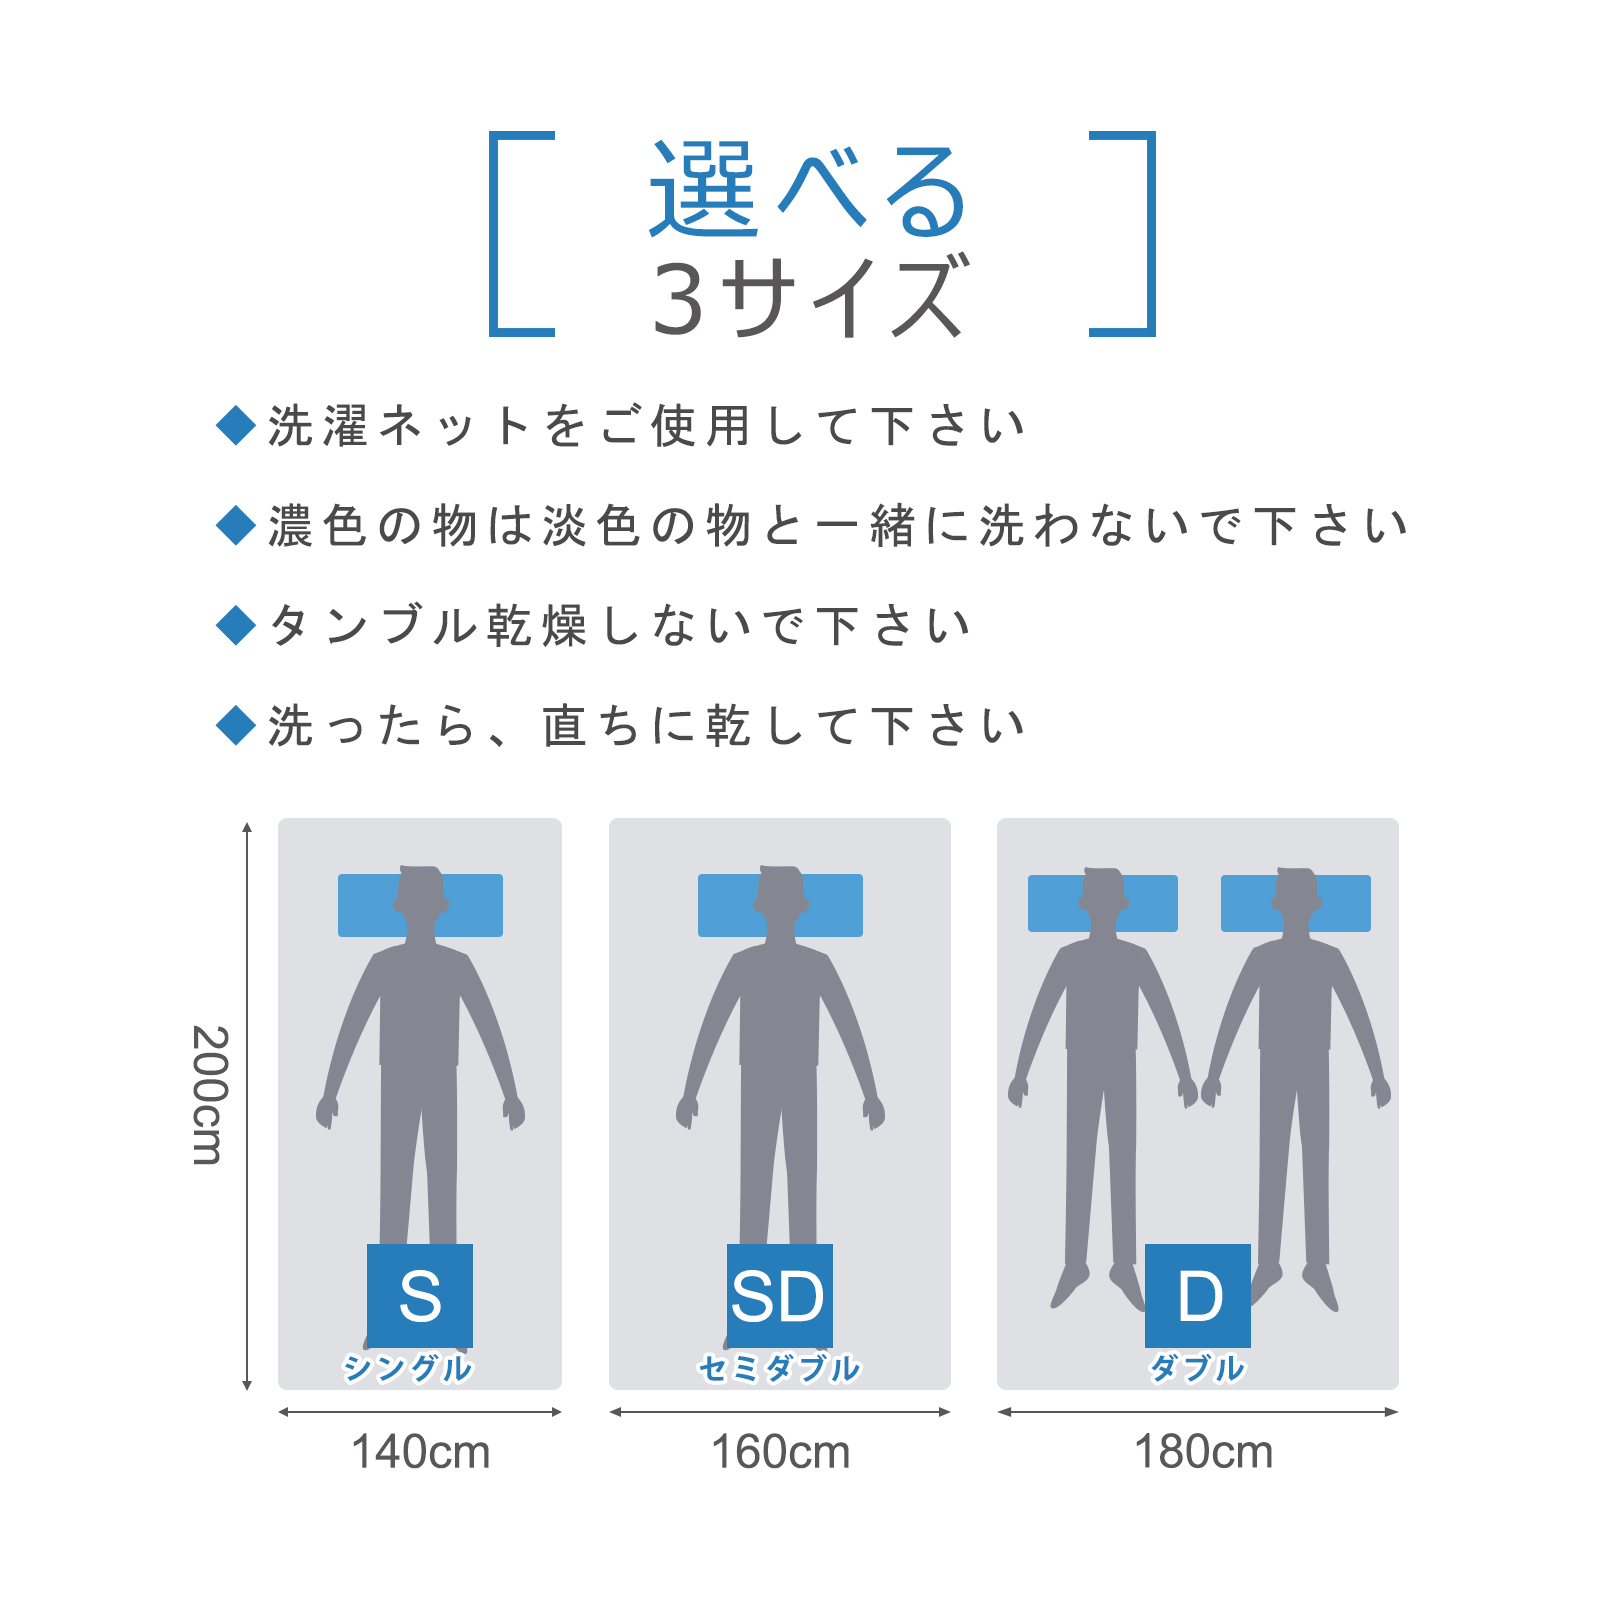 選べる
3サイズ
◆洗濯ネットをご使用して下さい
◆濃色の物は淡色の物と一緒に洗わないで下さい
◆タンブル乾燥しないで下さい
◆洗ったら、直ちに乾して下さい
200cm
S
シングル
140cm
SD
セミダブル
160cm
D
ダブル
180cm